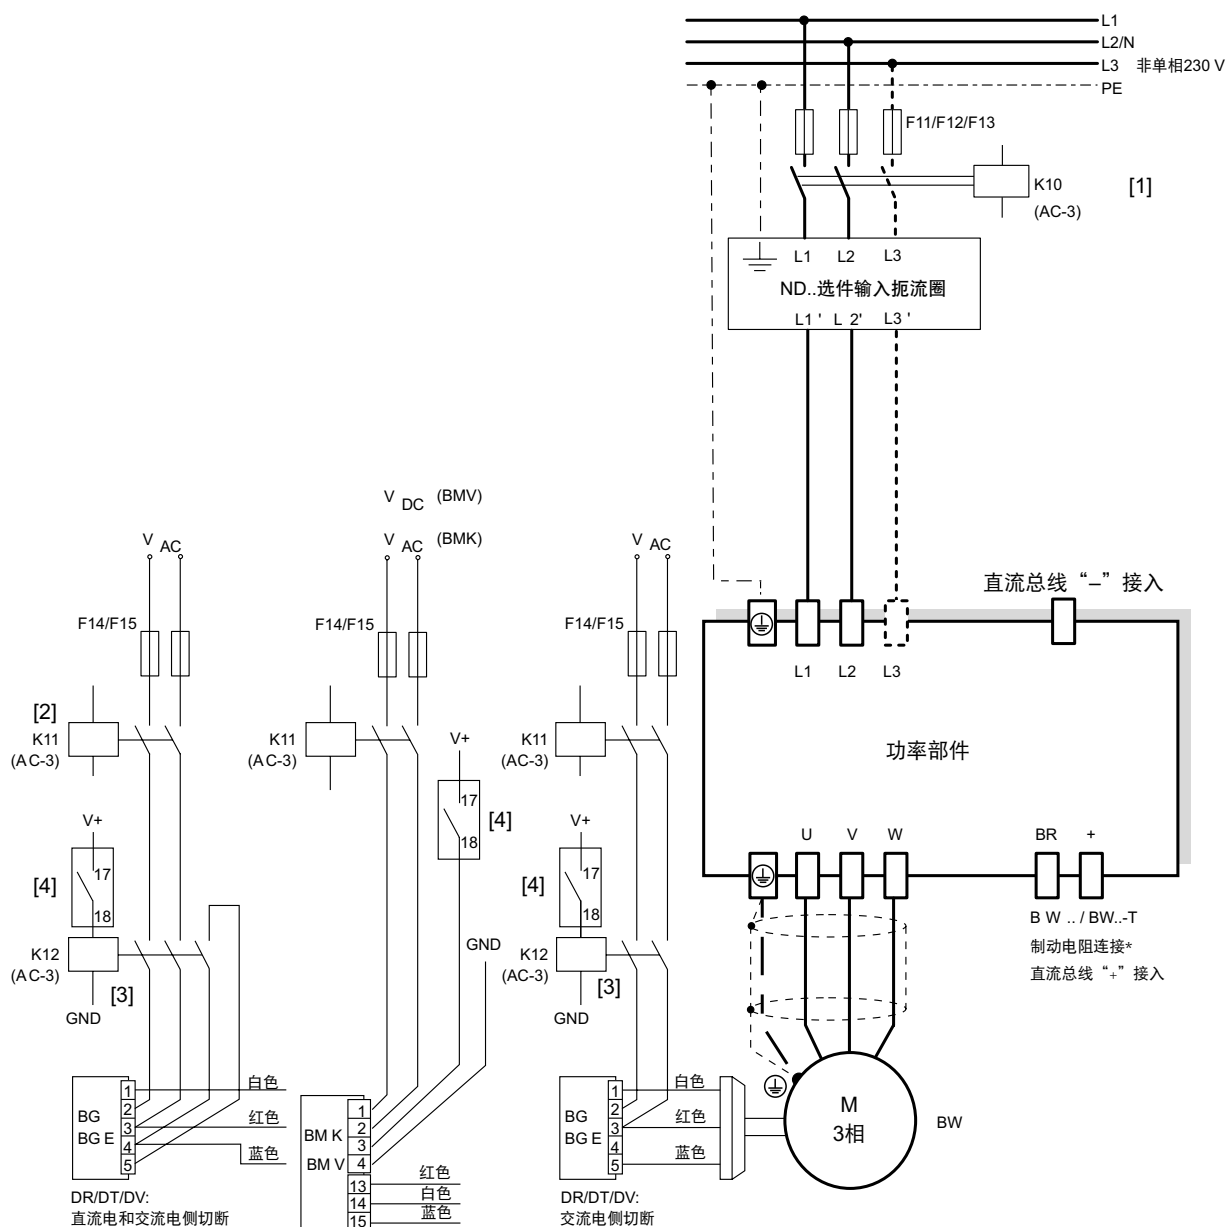 L1
L2/N
L3 非单相230 V
PE
F11/F12/F13
K10
(AC-3)
[1]
L1 L2 L3
ND..选件输入扼流圈
L1 ' L 2' L3 '
V DC (BMV)
V AC (BMK)
V AC
V AC
直流总线“–”接入
F14/F15
F14/F15
F14/F15
L1 L2 L3
[2]
K11
(AC-3)
K11
(AC-3)
V+
K11
(AC-3)
功率部件
17
18
[4]
V+
17
18
[4]
V+
17
18
[4]
U V W
BR +
B W .. / BW..-T
制动电阻连接*
直流总线“+”接入
K12
(AC-3)
[3]
GND
GND
K12
(AC-3)
[3]
GND
BG
BG E
1
2
3
4
5
白色
红色
蓝色
BM K
BM V
1
2
3
4
13
14
15
红色
白色
蓝色
BG
BG E
1
2
3
4
5
白色
红色
蓝色
M
3相
BW
DR/DT/DV:
直流电和交流电侧切断
DR/DT/DV:
交流电侧切断